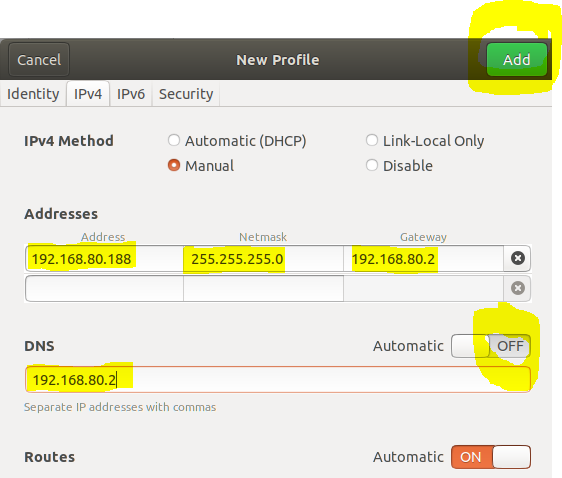 Cancel New Profile Add
Identity IPv4 IPv6 Security
IPv4 Method Automatic (DHCP) Link-Local Only
Manual Disable
Addresses
Address Netmask Gateway
192.168.80.188 255.255.255.0 192.168.80.2
DNS Automatic OFF
192.168.80.2
Separate IP addresses with commas
Routes Automatic ON